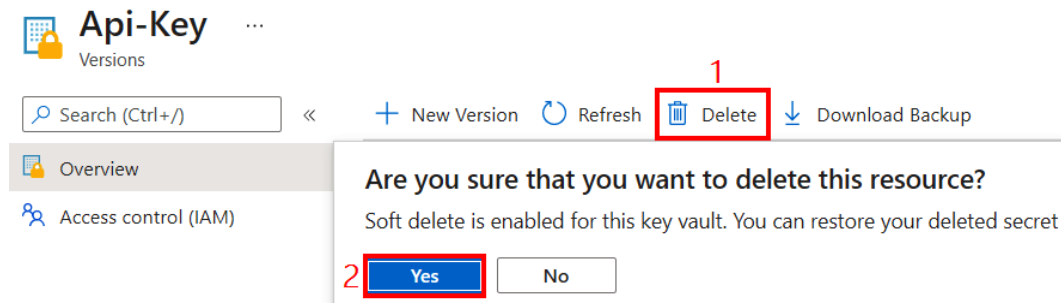 Api-Key ...
Versions
1
Search (Ctrl+/) «
New Version Refresh Delete Download Backup
Overview
Access control (IAM)
Are you sure that you want to delete this resource?
Soft delete is enabled for this key vault. You can restore your deleted secret
2 Yes No